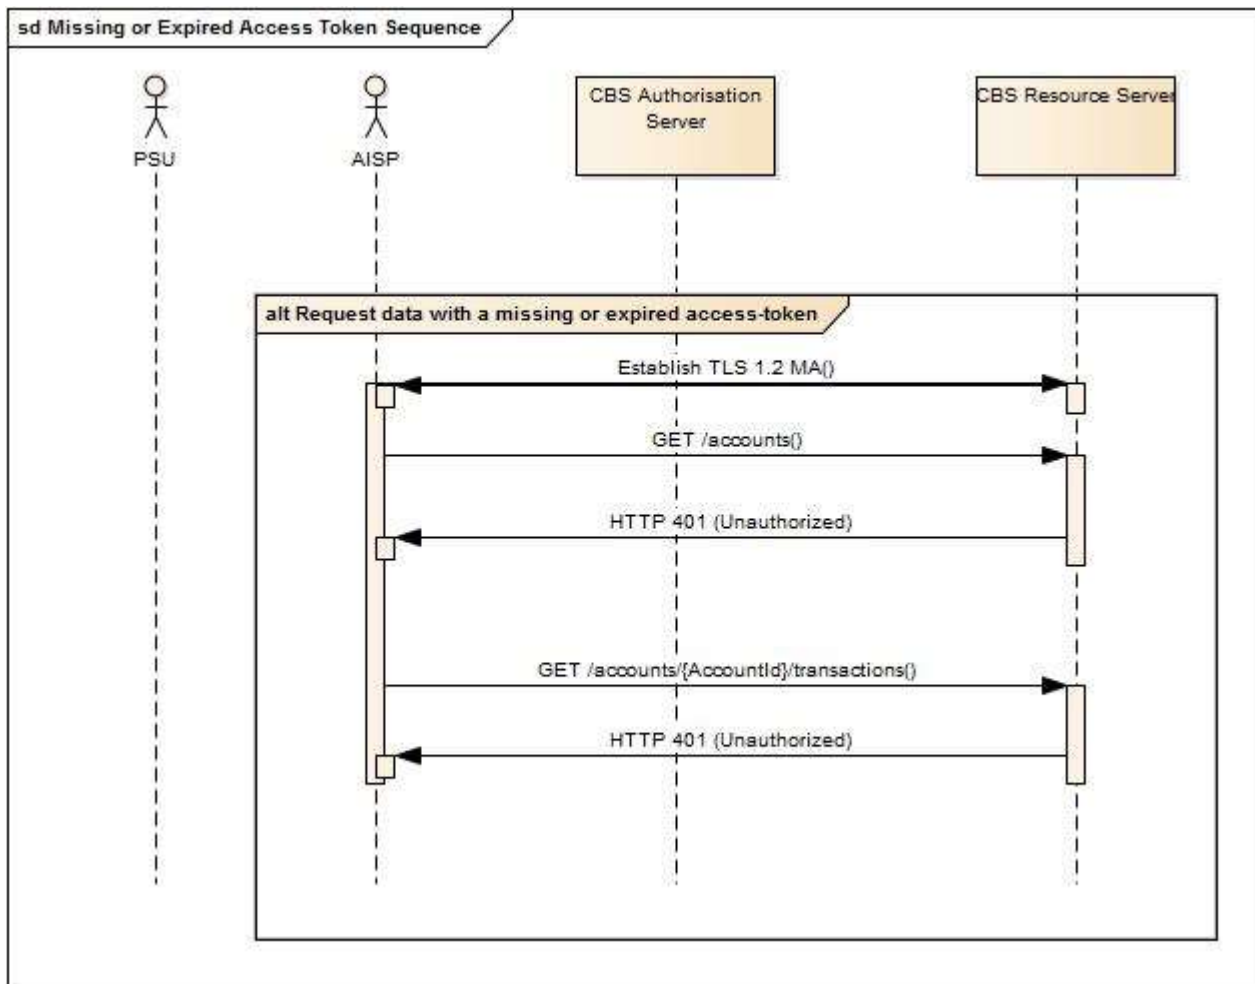 sd Missing or Expired Access Token Sequence
PSU
AISP
CBS Authorisation
Server
CBS Resource Server
alt Request data with a missing or expired access-token
Establish TLS 1.2 MA()
GET /accounts()
HTTP 401 (Unauthorized)
GET /accounts/{AccountId}/transactions()
HTTP 401 (Unauthorized)